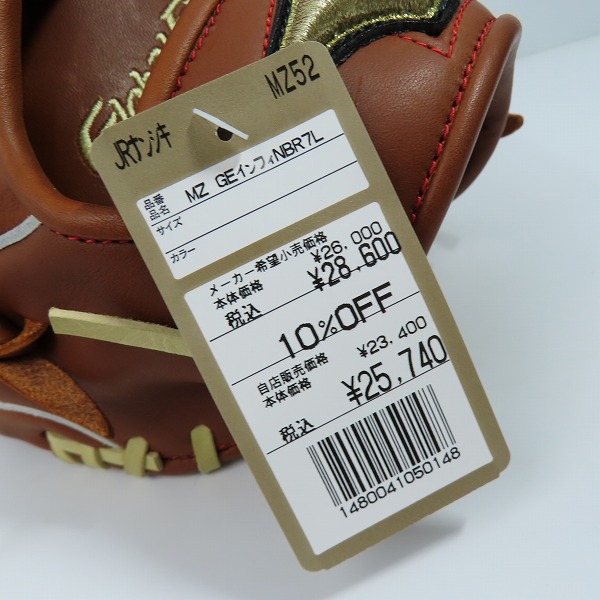 MZ52
JRナンシキ
品番
品名 MZ GEインフィNBR7L
サイズ
カラー
メーカー希望小売価格
本体価格 ¥26,000
税込 ¥28,600
10%OFF
自店販売価格
本体価格 ¥23,400
税込 ¥25,740
1480041050148